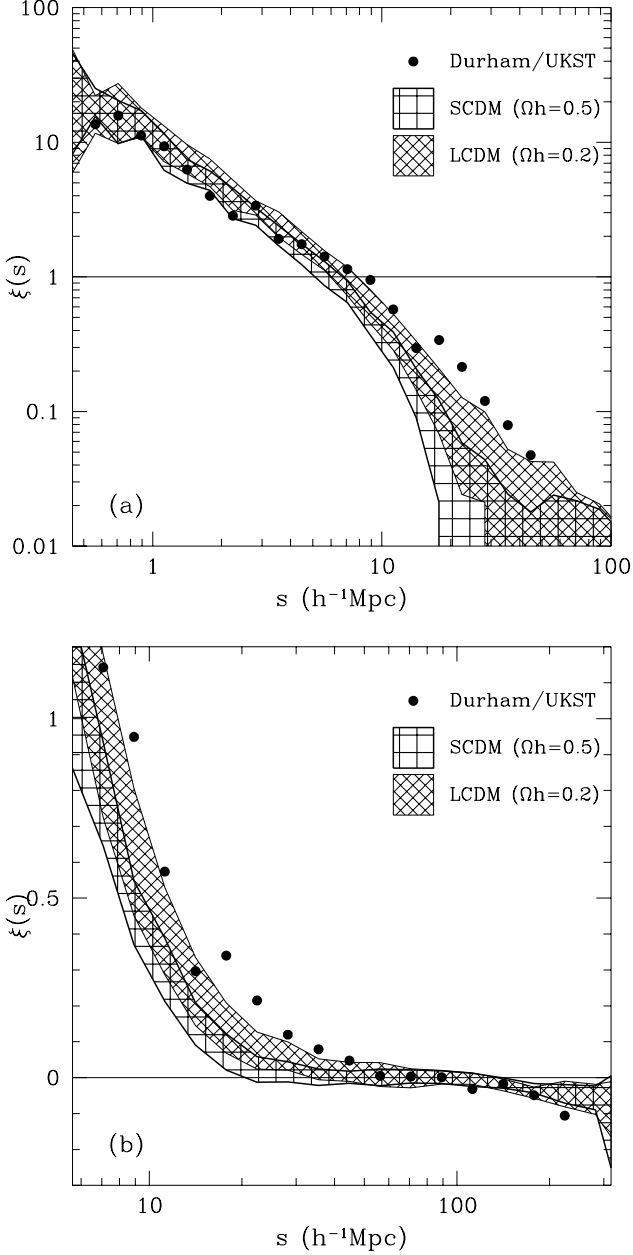 100
10
1
0.1
0.01
ξ(s)
Durham/UKST
SCDM (Ωh=0.5)
LCDM (Ωh=0.2)
(a)
1 10 100
s (h⁻¹Mpc)
1
0.5
0
ξ(s)
Durham/UKST
SCDM (Ωh=0.5)
LCDM (Ωh=0.2)
(b)
10 100
s (h⁻¹Mpc)